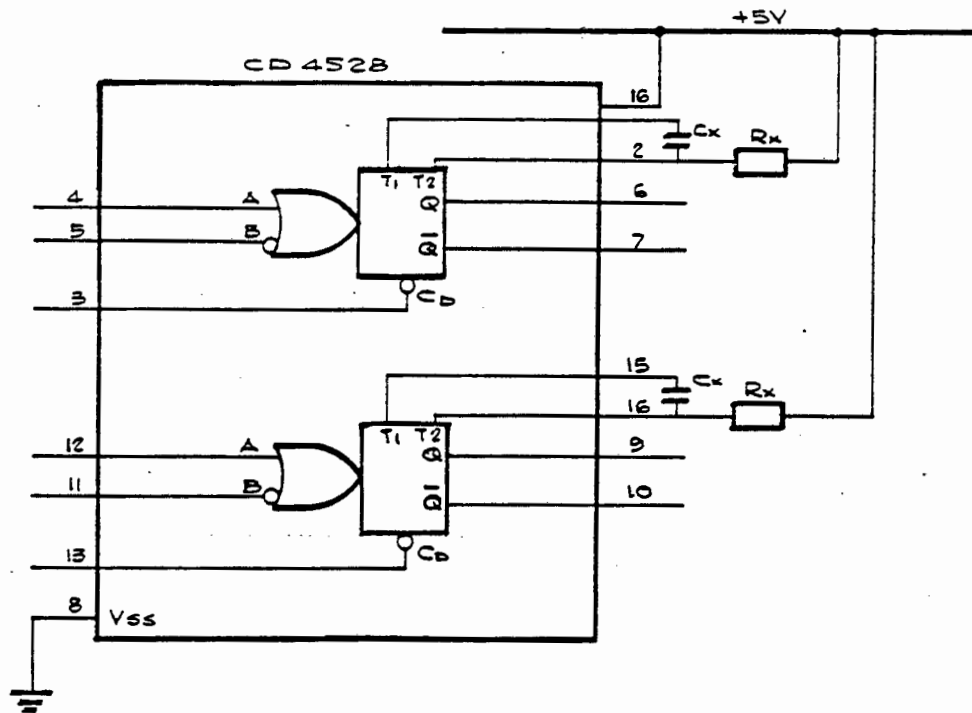 +5V
CD 4528
16
Cx
Rx
2
T1 T2
4 A
Q 6
5 B
Q̅ 7
3
CD
15
Cx
Rx
16
T1 T2
12 A
Q 9
11 B
Q̅ 10
13
CD
8 VSS